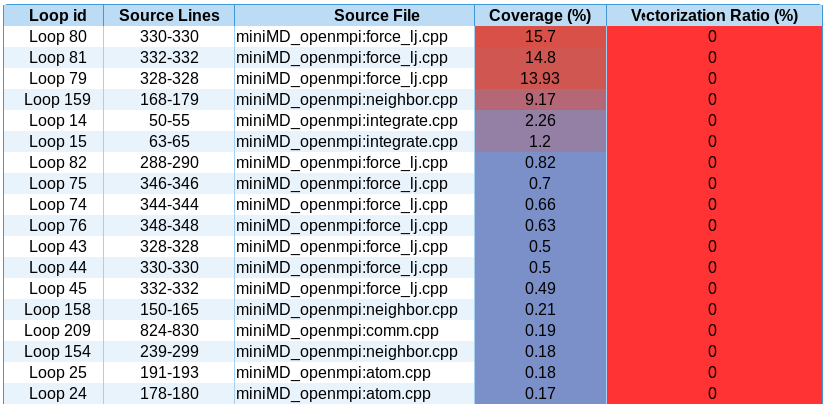 Loop id Source Lines Source File Coverage (%) Vectorization Ratio (%)
Loop 80 330-330 miniMD_openmpi:force_lj.cpp 15.7 0
Loop 81 332-332 miniMD_openmpi:force_lj.cpp 14.8 0
Loop 79 328-328 miniMD_openmpi:force_lj.cpp 13.93 0
Loop 159 168-179 miniMD_openmpi:neighbor.cpp 9.17 0
Loop 14 50-55 miniMD_openmpi:integrate.cpp 2.26 0
Loop 15 63-65 miniMD_openmpi:integrate.cpp 1.2 0
Loop 82 288-290 miniMD_openmpi:force_lj.cpp 0.82 0
Loop 75 346-346 miniMD_openmpi:force_lj.cpp 0.7 0
Loop 74 344-344 miniMD_openmpi:force_lj.cpp 0.66 0
Loop 76 348-348 miniMD_openmpi:force_lj.cpp 0.63 0
Loop 43 328-328 miniMD_openmpi:force_lj.cpp 0.5 0
Loop 44 330-330 miniMD_openmpi:force_lj.cpp 0.5 0
Loop 45 332-332 miniMD_openmpi:force_lj.cpp 0.49 0
Loop 158 150-165 miniMD_openmpi:neighbor.cpp 0.21 0
Loop 209 824-830 miniMD_openmpi:comm.cpp 0.19 0
Loop 154 239-299 miniMD_openmpi:neighbor.cpp 0.18 0
Loop 25 191-193 miniMD_openmpi:atom.cpp 0.18 0
Loop 24 178-180 miniMD_openmpi:atom.cpp 0.17 0